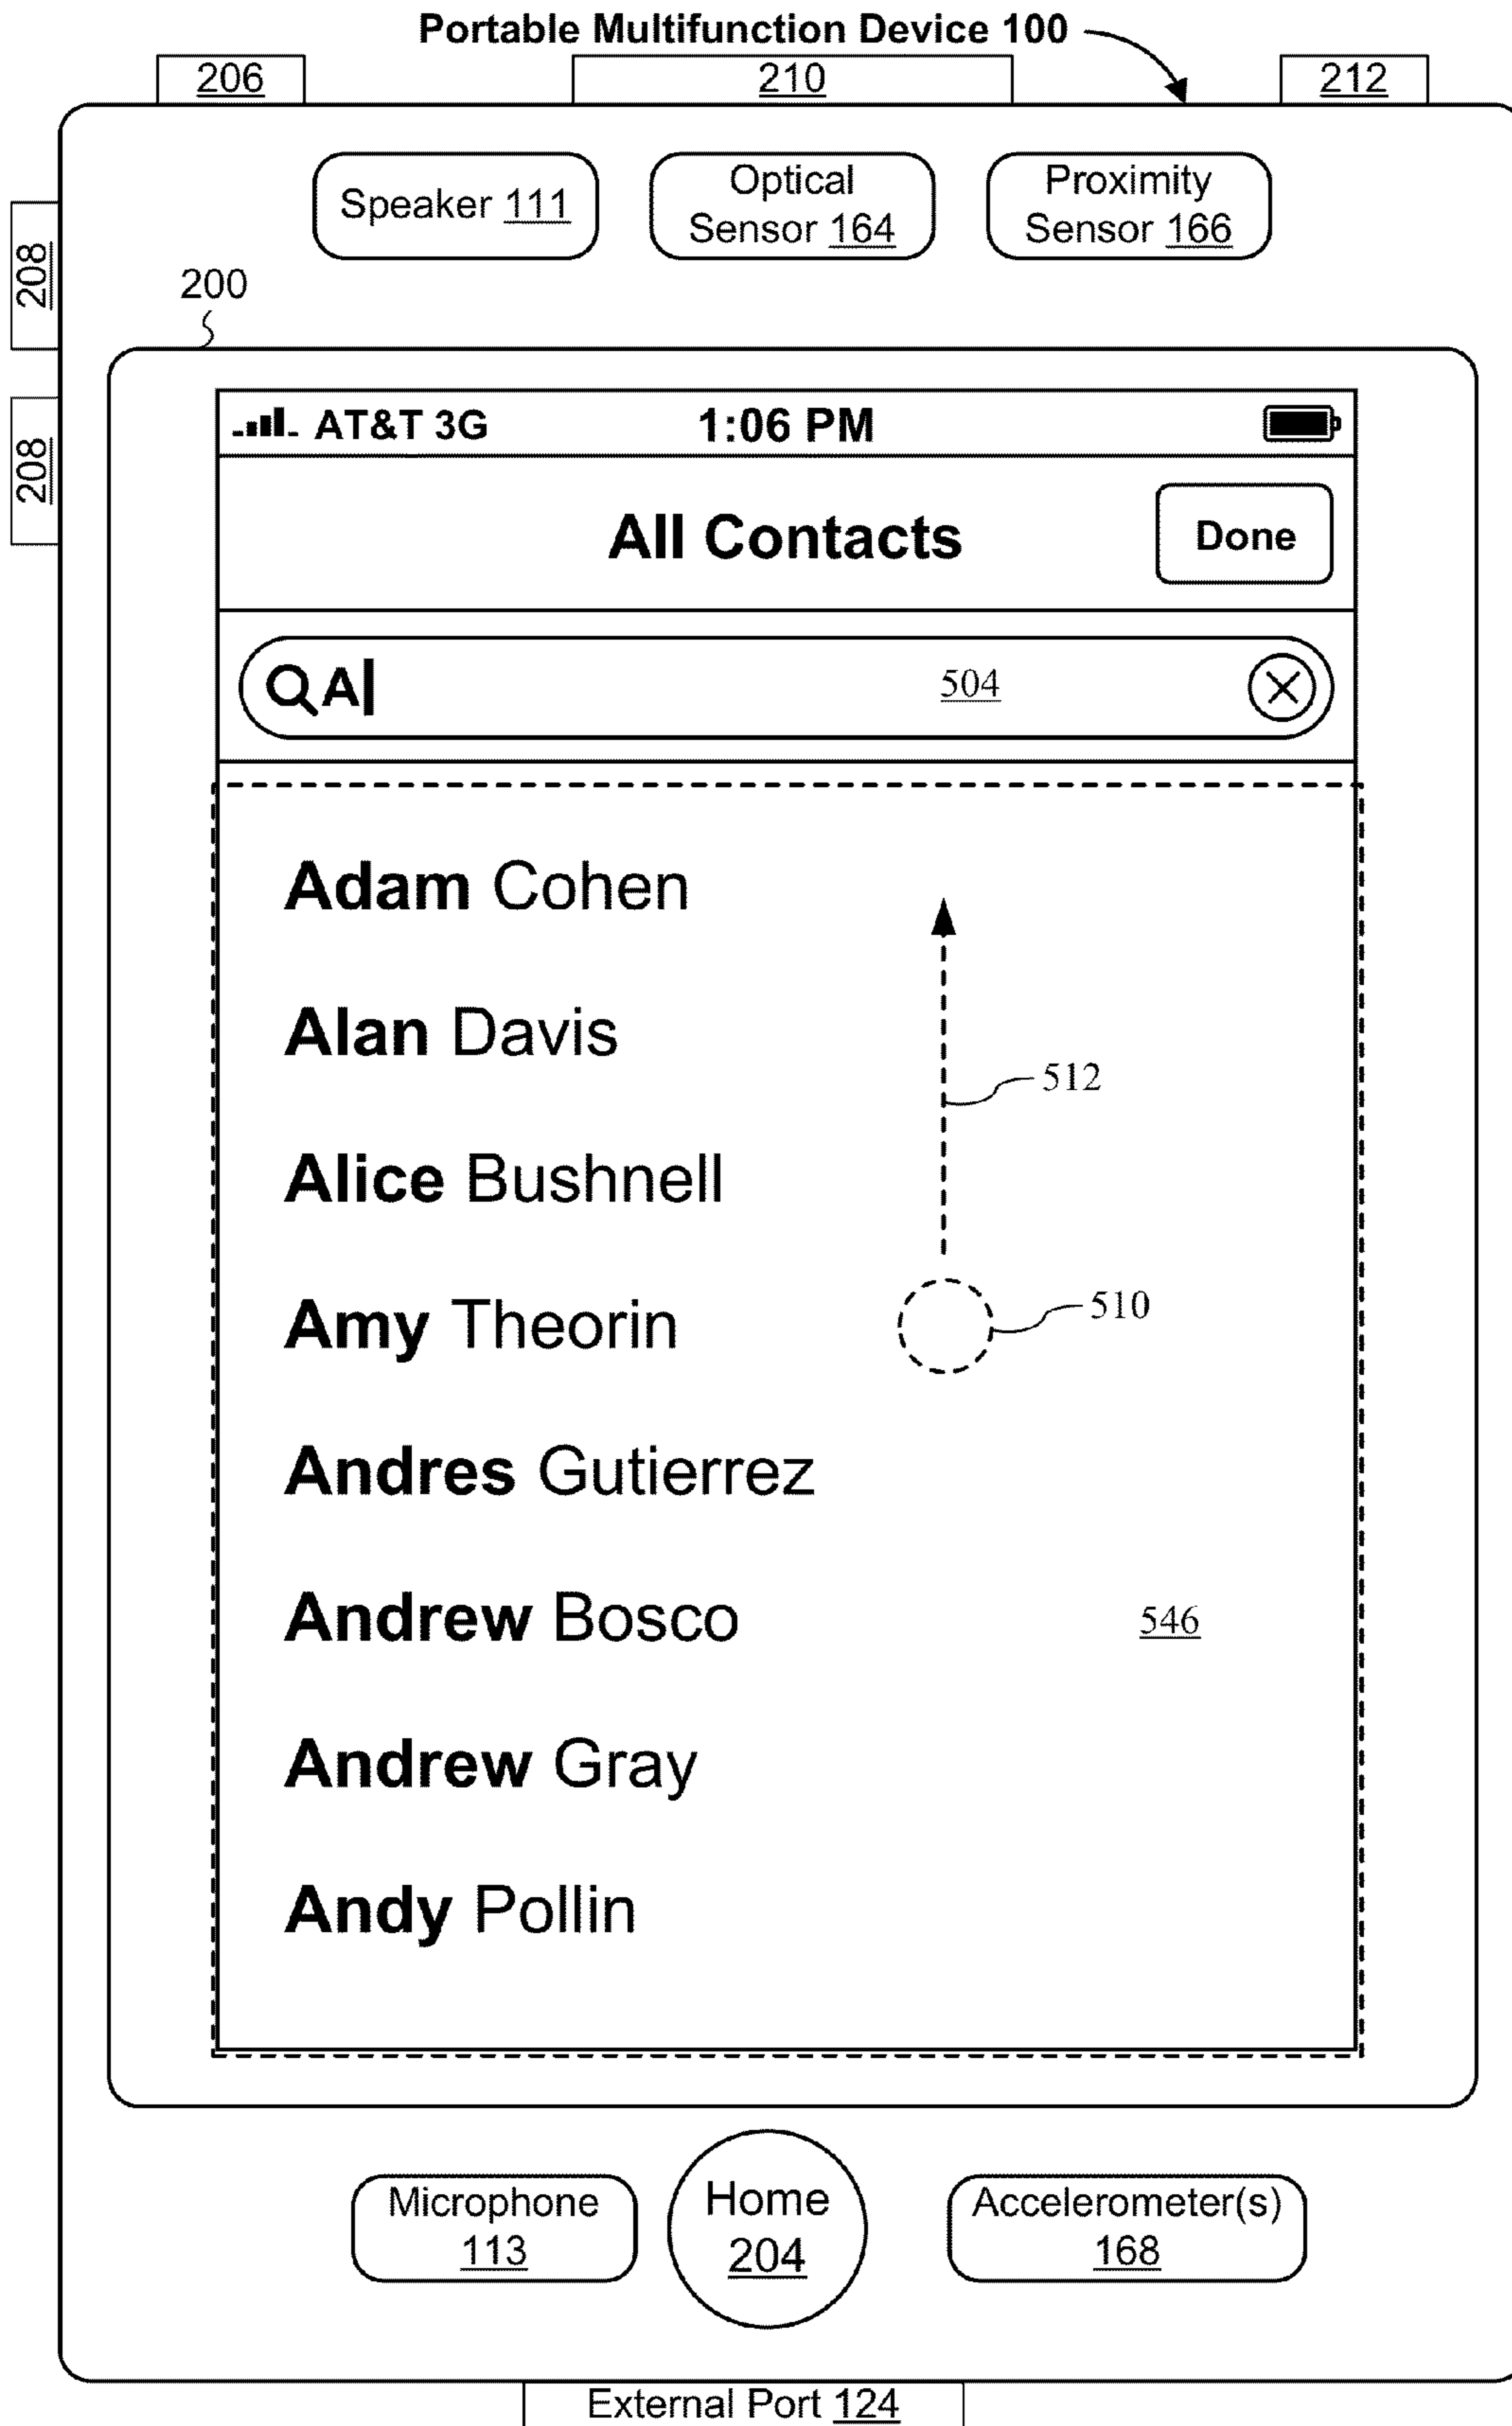 Portable Multifunction Device 100
206
210
212
Speaker 111
Optical
Sensor 164
Proximity
Sensor 166
208
200
208
AT&T 3G 1:06 PM
All Contacts Done
A 504
Adam Cohen
Alan Davis
512
Alice Bushnell
Amy Theorin
510
Andres Gutierrez
Andrew Bosco 546
Andrew Gray
Andy Pollin
Microphone
113
Home
204
Accelerometer(s)
168
External Port 124